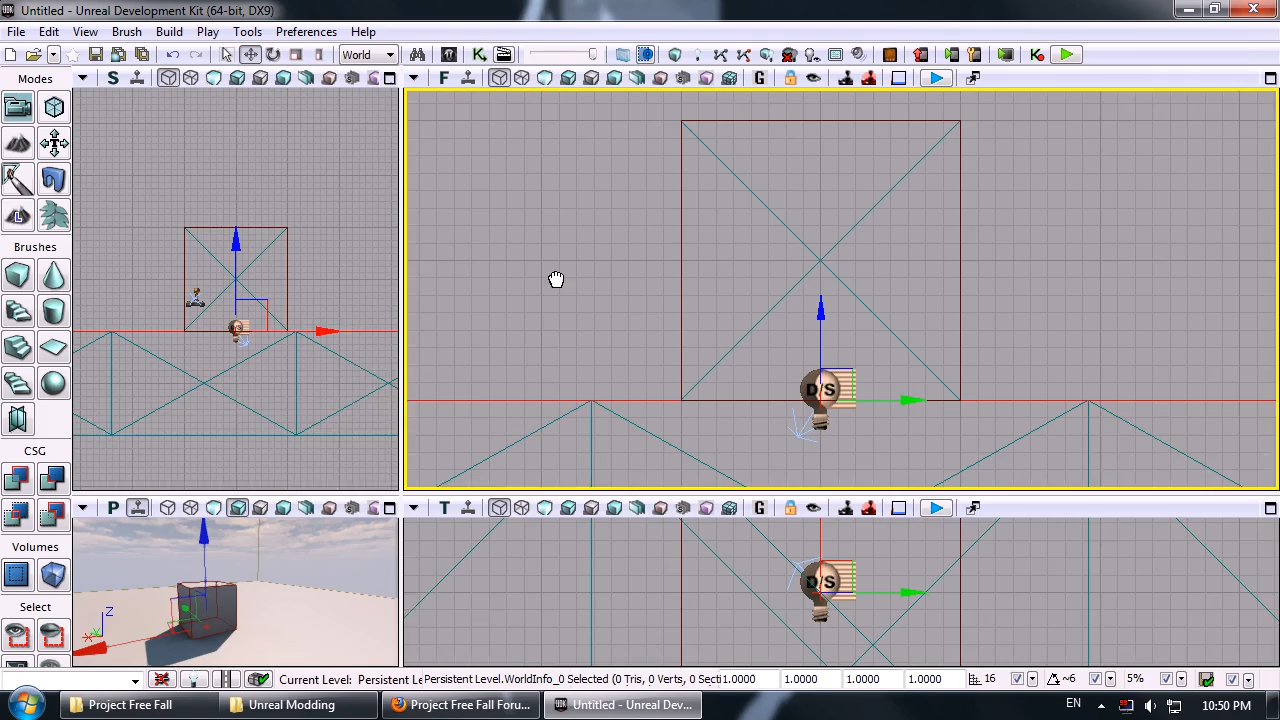 Untitled - Unreal Development Kit (64-bit, DX9)
File Edit View Brush Build Play Tools Preferences Help
World
Modes
S
F
G
L
Brushes
D/S
CSG
P
T
G
Volumes
D/S
Select
Z
Current Level: Persistent Le
Persistent Level.WorldInfo_0 Selected (0 Tris, 0 Verts, 0 Sect
1.0000 1.0000 1.0000 1.0000 16 ~6 5%
Project Free Fall
Unreal Modding
Project Free Fall Foru...
Untitled - Unreal Dev...
EN
10:50 PM